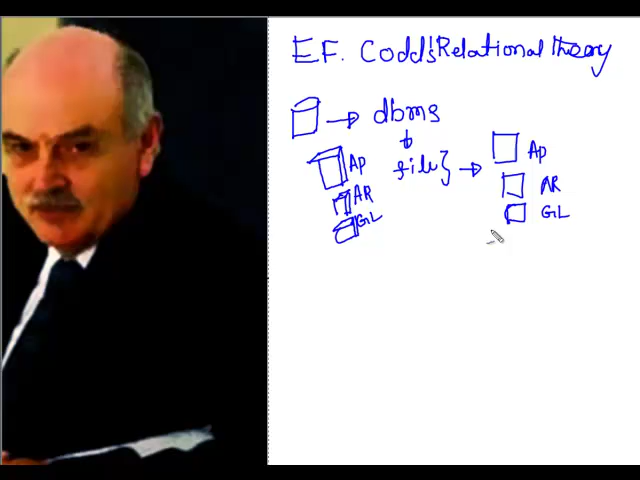 E.F. Codd's Relational Theory
dbms
AP file AP
AR AR
GL GL